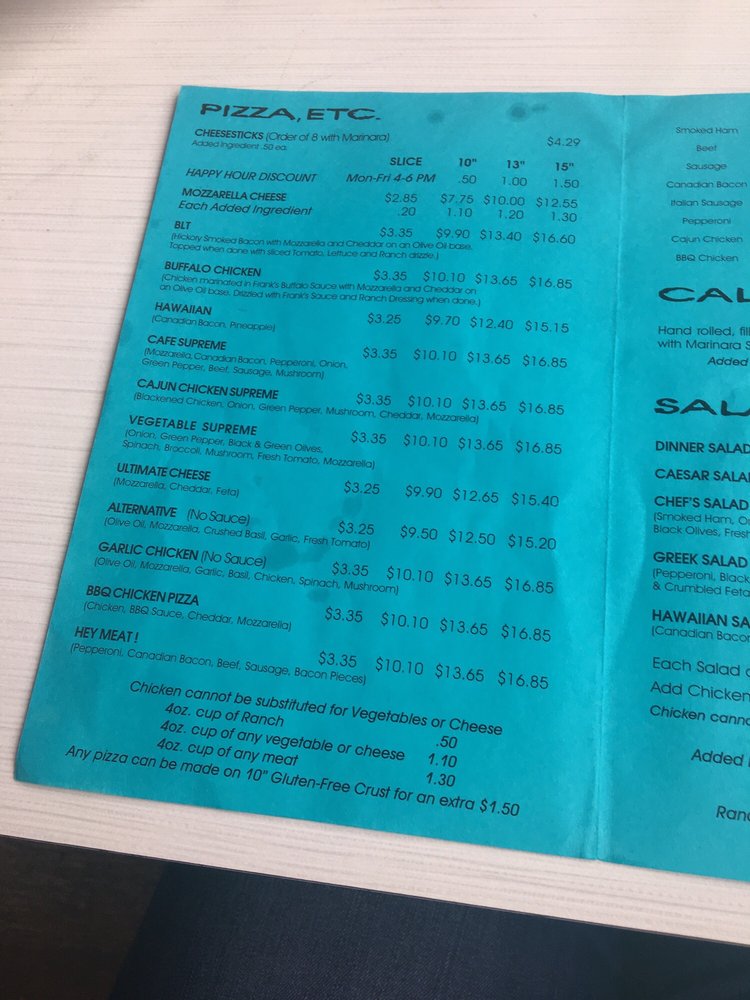 PIZZA, ETC.
CHEESESTICKS (Order of 8 with Marinara) $4.29
Added Ingredient .50 ea.
SLICE 10" 13" 15"
HAPPY HOUR DISCOUNT Mon-Fri 4-6 PM .50 1.00 1.50
MOZZARELLA CHEESE $2.85 $7.75 $10.00 $12.55
Each Added Ingredient .20 1.10 1.20 1.30
BLT $3.35 $9.90 $13.40 $16.60
(Hickory Smoked Bacon with Mozzarella and Cheddar on an Olive Oil base.
Topped when done with sliced Tomato, Lettuce and Ranch drizzle.)
BUFFALO CHICKEN $3.35 $10.10 $13.65 $16.85
(Chicken marinated in Frank's Buffalo Sauce with Mozzarella and Cheddar on
an Olive Oil base. Drizzled with Frank's Sauce and Ranch Dressing when done.)
HAWAIIAN $3.25 $9.70 $12.40 $15.15
(Canadian Bacon, Pineapple)
CAFE SUPREME $3.35 $10.10 $13.65 $16.85
(Mozzarella, Canadian Bacon, Pepperoni, Onion,
Green Pepper, Beef, Sausage, Mushroom)
CAJUN CHICKEN SUPREME $3.35 $10.10 $13.65 $16.85
(Blackened Chicken, Onion, Green Pepper, Mushroom, Cheddar, Mozzarella)
VEGETABLE SUPREME $3.35 $10.10 $13.65 $16.85
(Onion, Green Pepper, Black & Green Olives,
Spinach, Broccoli, Mushroom, Fresh Tomato, Mozzarella)
ULTIMATE CHEESE $3.25 $9.90 $12.65 $15.40
(Mozzarella, Cheddar, Feta)
ALTERNATIVE (No Sauce) $3.25 $9.50 $12.50 $15.20
(Olive Oil, Mozzarella, Crushed Basil, Garlic, Fresh Tomato)
GARLIC CHICKEN (No Sauce) $3.35 $10.10 $13.65 $16.85
(Olive Oil, Mozzarella, Garlic, Basil, Chicken, Spinach, Mushroom)
BBQ CHICKEN PIZZA $3.35 $10.10 $13.65 $16.85
(Chicken, BBQ Sauce, Cheddar, Mozzarella)
HEY MEAT ! $3.35 $10.10 $13.65 $16.85
(Pepperoni, Canadian Bacon, Beef, Sausage, Bacon Pieces)
Chicken cannot be substituted for Vegetables or Cheese
4oz. cup of Ranch .50
4oz. cup of any vegetable or cheese 1.10
4oz. cup of any meat 1.30
Any pizza can be made on 10" Gluten-Free Crust for an extra $1.50
Smoked Ham
Beef
Sausage
Canadian Bacon
Italian Sausage
Pepperoni
Cajun Chicken
BBQ Chicken
CAL
Hand rolled, fil
with Marinara S
Added
SAL
DINNER SALAD
CAESAR SALA
CHEF'S SALAD
(Smoked Ham, C
Black Olives, Fresh
GREEK SALAD
(Pepperoni, Black
& Crumbled Feta
HAWAIIAN SA
(Canadian Bacon
Each Salad
Add Chicken
Chicken cann
Added
Ran